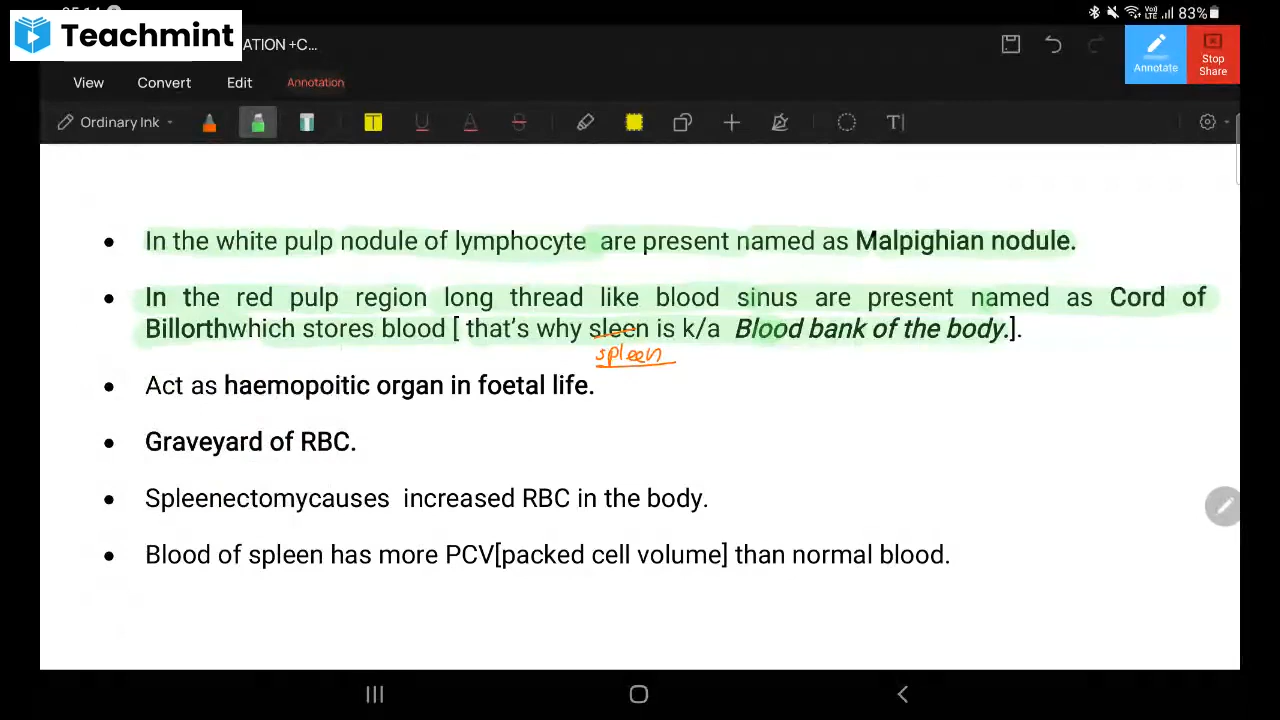 Teachmint
ATION +C...
83%
Annotate
Stop
Share
View Convert Edit Annotation
Ordinary Ink
• In the white pulp nodule of lymphocyte are present named as Malpighian nodule.
• In the red pulp region long thread like blood sinus are present named as Cord of
Billorthwhich stores blood [ that's why sleen is k/a Blood bank of the body.].
spleen
• Act as haemopoitic organ in foetal life.
• Graveyard of RBC.
• Spleenectomycauses increased RBC in the body.
• Blood of spleen has more PCV[packed cell volume] than normal blood.